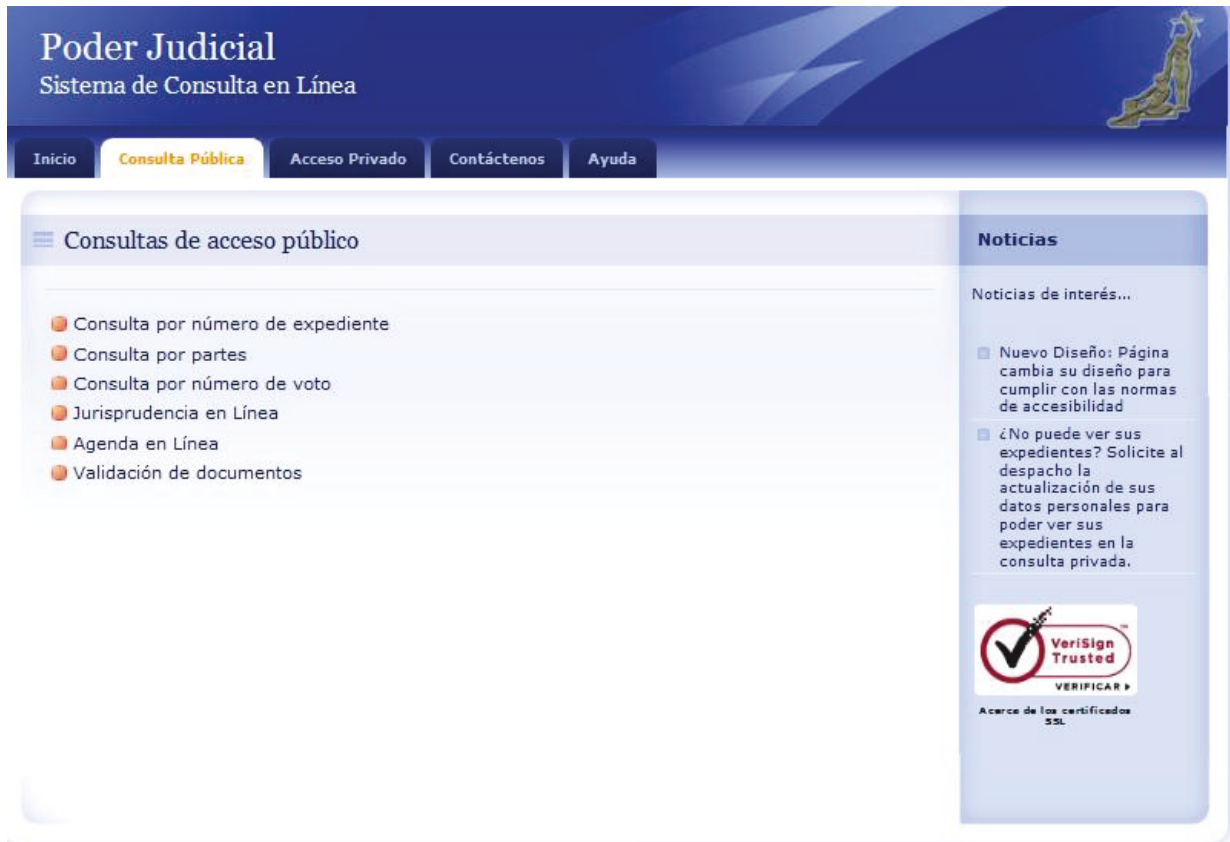 Poder Judicial
Sistema de Consulta en Línea
Inicio Consulta Pública Acceso Privado Contáctenos Ayuda
Consultas de acceso público
Consulta por número de expediente
Consulta por partes
Consulta por número de voto
Jurisprudencia en Línea
Agenda en Línea
Validación de documentos
Noticias
Noticias de interés...
Nuevo Diseño: Página
cambia su diseño para
cumplir con las normas
de accesibilidad
¿No puede ver sus
expedientes? Solicite al
despacho la
actualización de sus
datos personales para
poder ver sus
expedientes en la
consulta privada.
VeriSign
Trusted
VERIFICAR
Acerca de los certificados
SSL